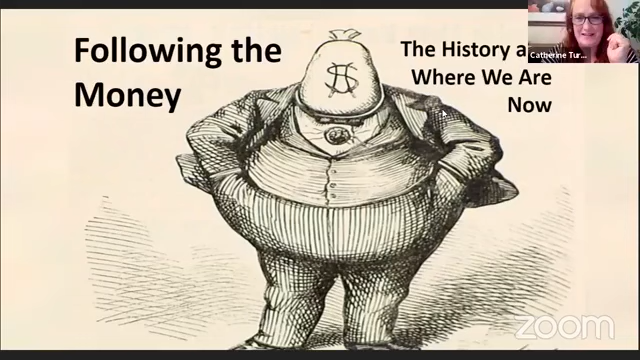 Following the
Money
The History a
Where We Are
Now
Catherine Tur...
$
zoom